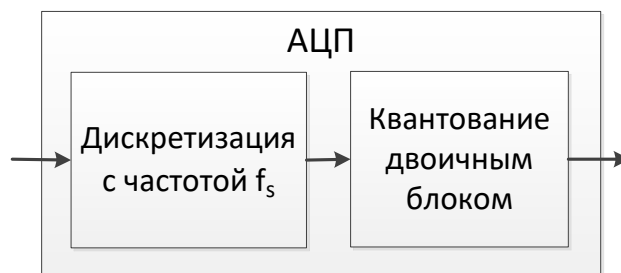 АЦП
Дискретизация
с частотой fs
Квантование
двоичным
блоком